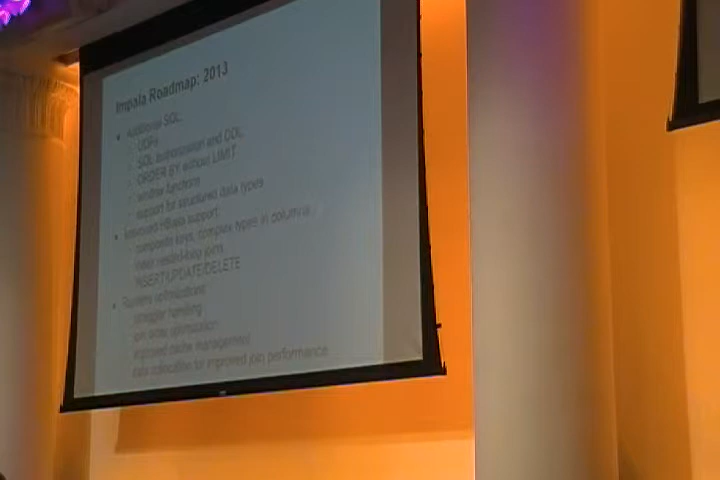 Impala Roadmap: 2013
Additional SQL
UDFs
SQL authorization and DDL
ORDER BY without LIMIT
window functions
support for structured data types
Improved HBase support
composite keys, complex types in columns,
index nested-loop joins
INSERT/UPDATE/DELETE
Runtime optimizations
straggler handling
join order optimization
improved cache management
data collocation for improved join performance